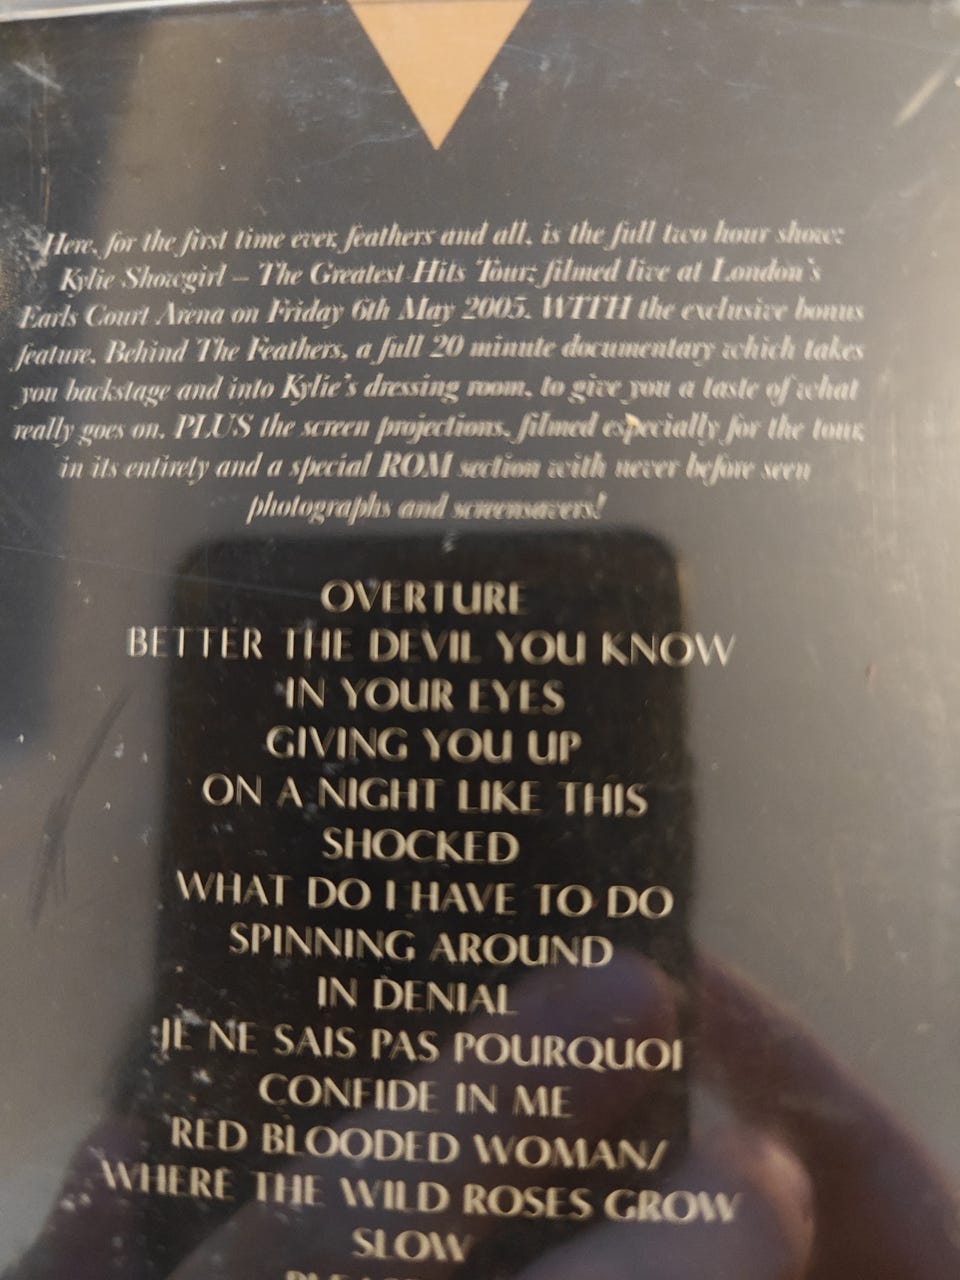 Here, for the first time ever, feathers and all, is the full two hour show:
Kylie Showgirl – The Greatest Hits Tour; filmed live at London's
Earls Court Arena on Friday 6th May 2005. WITH the exclusive bonus
feature, Behind The Feathers, a full 20 minute documentary which takes
you backstage and into Kylie's dressing room, to give you a taste of what
really goes on. PLUS the screen projections, filmed especially for the tour,
in its entirety and a special ROM section with never before seen
photographs and screensavers!
OVERTURE
BETTER THE DEVIL YOU KNOW
IN YOUR EYES
GIVING YOU UP
ON A NIGHT LIKE THIS
SHOCKED
WHAT DO I HAVE TO DO
SPINNING AROUND
IN DENIAL
JE NE SAIS PAS POURQUOI
CONFIDE IN ME
RED BLOODED WOMAN/
WHERE THE WILD ROSES GROW
SLOW